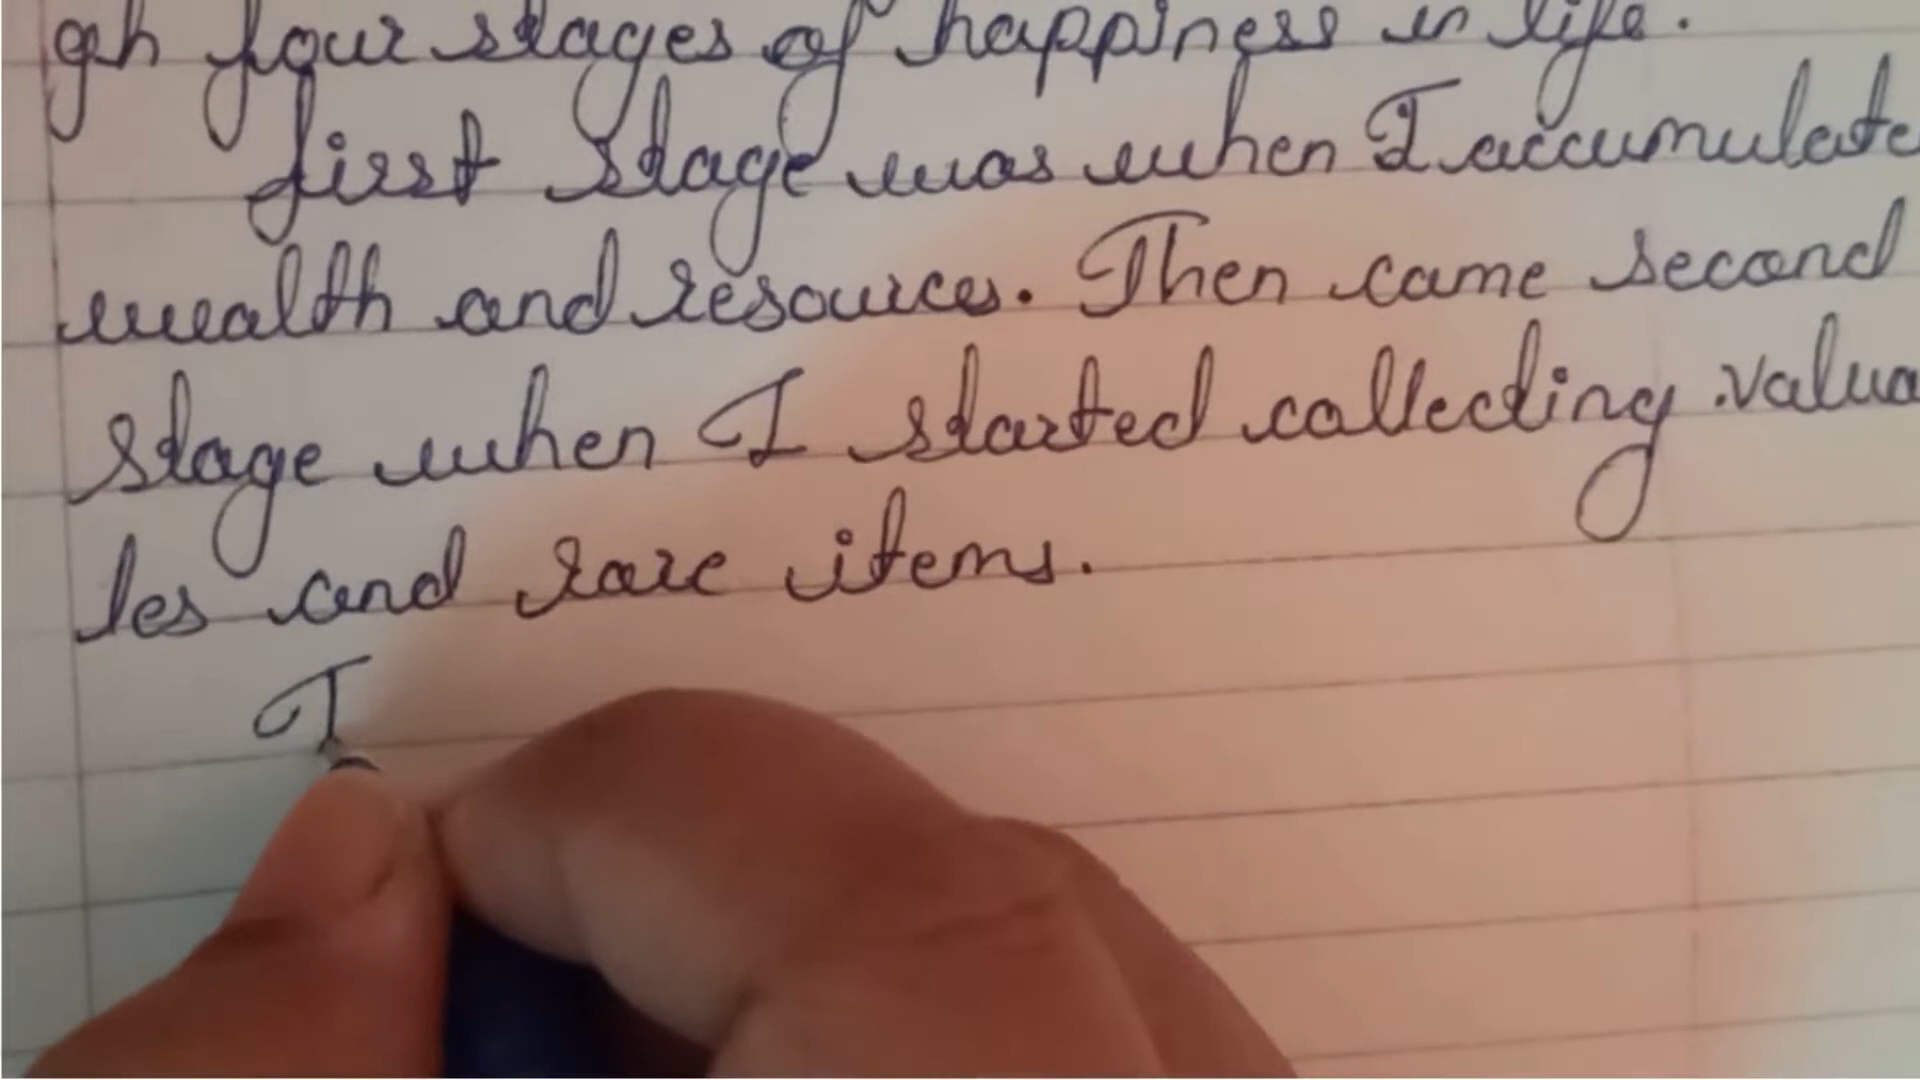 gh four stages of happiness in life.
first stage was when I accumulate
wealth and resources. Then came second
stage when I started collecting valua
les and rare items.
I